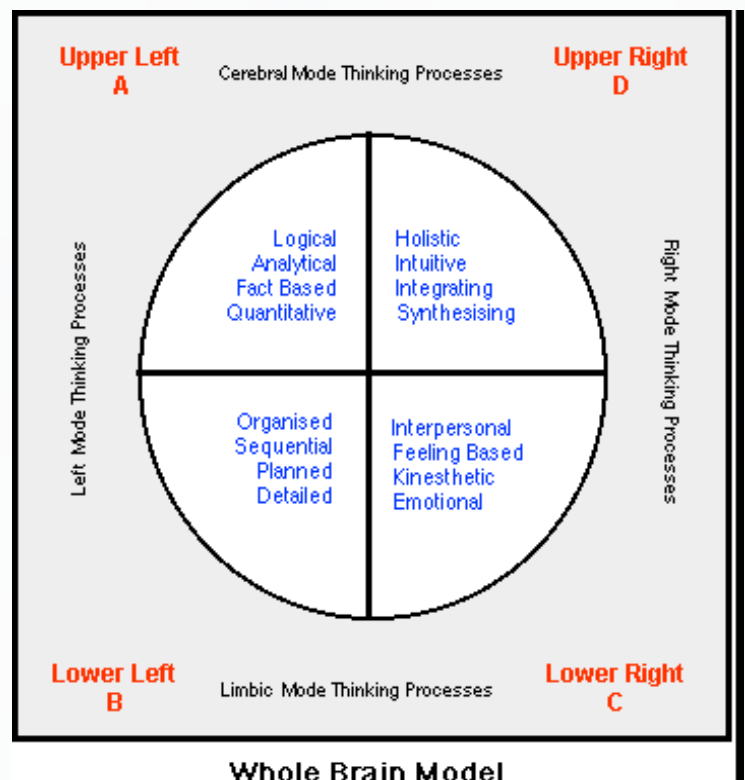 Upper Left
A
Cerebral Mode Thinking Processes
Upper Right
D
Left Mode Thinking Processes
Logical
Analytical
Fact Based
Quantitative
Holistic
Intuitive
Integrating
Synthesising
Right Mode Thinking Processes
Organised
Sequential
Planned
Detailed
Interpersonal
Feeling Based
Kinesthetic
Emotional
Lower Left
B
Limbic Mode Thinking Processes
Lower Right
C
Whole Brain Model